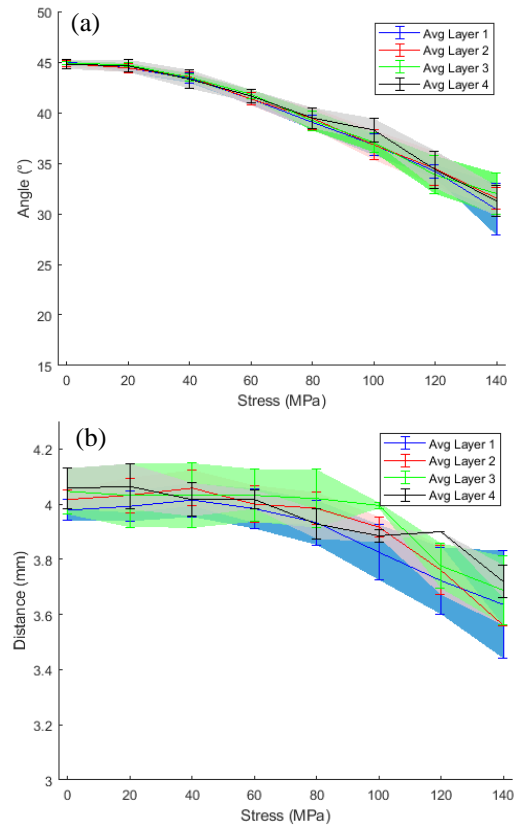 (a)
Avg Layer 1
Avg Layer 2
Avg Layer 3
Avg Layer 4
50
45
40
35
30
25
20
15
Angle (°)
0 20 40 60 80 100 120 140
Stress (MPa)
(b)
Avg Layer 1
Avg Layer 2
Avg Layer 3
Avg Layer 4
4.2
4
3.8
3.6
3.4
3.2
3
Distance (mm)
0 20 40 60 80 100 120 140
Stress (MPa)